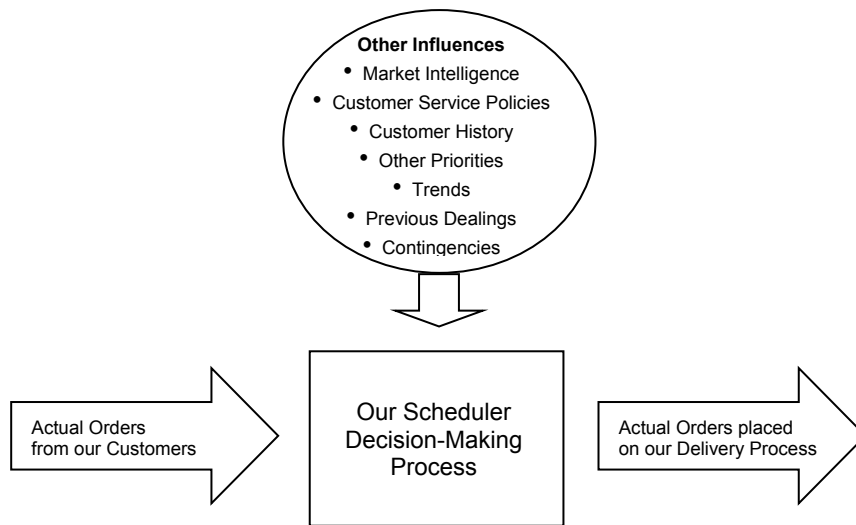 Other Influences
• Market Intelligence
• Customer Service Policies
• Customer History
• Other Priorities
• Trends
• Previous Dealings
• Contingencies
Actual Orders
from our Customers
Our Scheduler
Decision-Making
Process
Actual Orders placed
on our Delivery Process